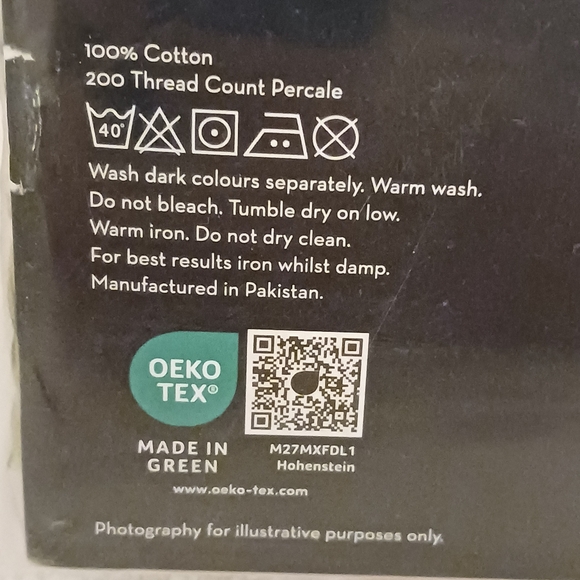 100% Cotton
200 Thread Count Percale
40°
Wash dark colours separately. Warm wash.
Do not bleach. Tumble dry on low.
Warm iron. Do not dry clean.
For best results iron whilst damp.
Manufactured in Pakistan.
OEKO
TEX®
MADE IN
GREEN
M27MXFDL1
Hohenstein
www.oeko-tex.com
Photography for illustrative purposes only.